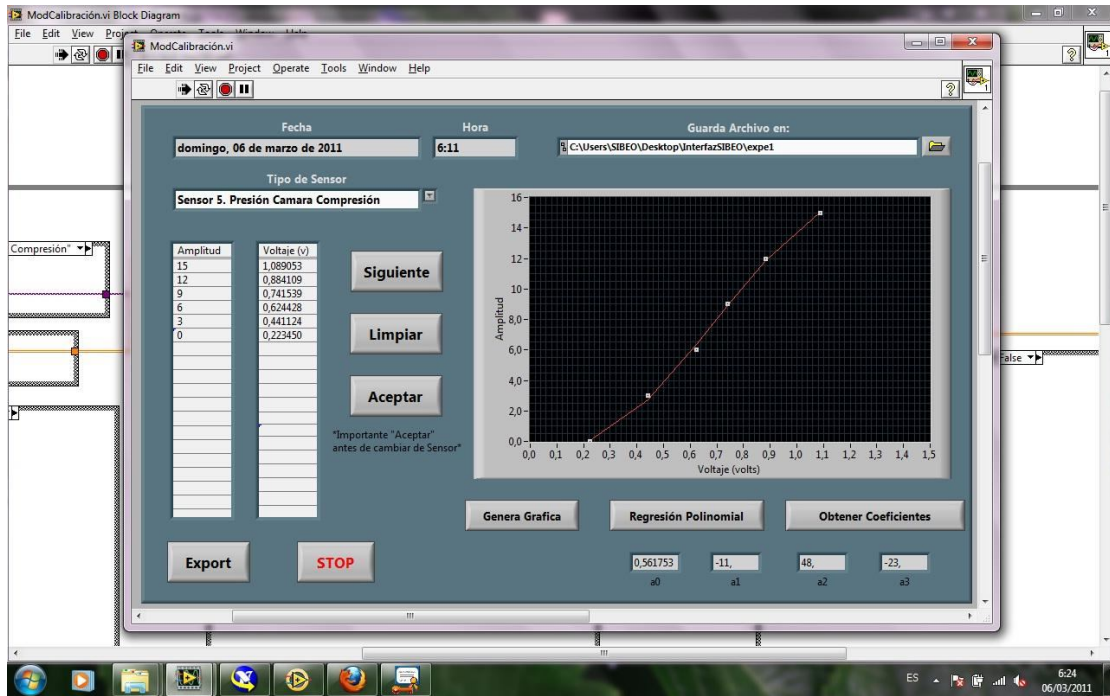 ModCalibración.vi Block Diagram
File Edit View
ModCalibración.vi
File Edit View Project Operate Tools Window Help
Fecha Hora Guarda Archivo en:
domingo, 06 de marzo de 2011 6:11 C:\Users\SIBEO\Desktop\InterfazSIBEO\expe1
Tipo de Sensor
Sensor 5. Presión Camara Compresión
Compresión"
Amplitud Voltaje (v)
15 1,089053
12 0,884109
9 0,741539
6 0,624428
3 0,441124
0 0,223450
Siguiente
Limpiar
Aceptar
*Importante "Aceptar"
antes de cambiar de Sensor*
16
14
12
10
8,0
6,0
4,0
2,0
0,0
Amplitud
0,0 0,1 0,2 0,3 0,4 0,5 0,6 0,7 0,8 0,9 1,0 1,1 1,2 1,3 1,4 1,5
Voltaje (volts)
False
Genera Grafica Regresión Polinomial Obtener Coeficientes
Export STOP
0,561753 -11, 48, -23,
a0 a1 a2 a3
ES 6:24
06/03/2011